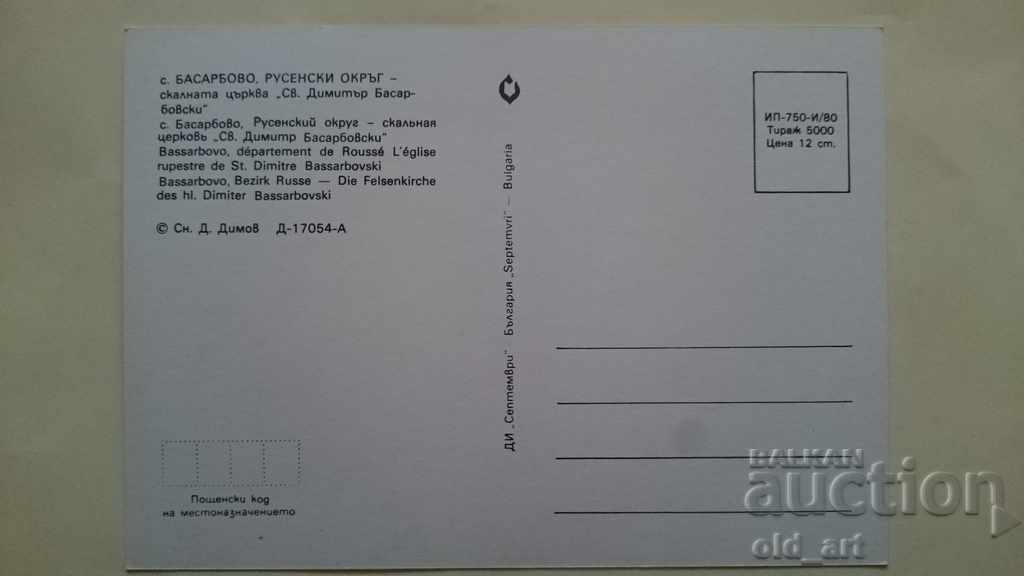 с. БАСАРБОВО, РУСЕНСКИ ОКРЪГ –
скалната църква „Св. Димитър Басар-
бовски"
с. Басарбово, Русенский округ – скальная
церковь „Св. Димитр Басарбовски"
Bassarbovo, département de Roussé L'église
rupestre de St. Dimitre Bassarbovski
Bassarbovo, Bezirk Russe — Die Felsenkirche
des hl. Dimiter Bassarbovski
© Сн. Д. Димов Д-17054-А
Пощенски код
на местоназначението
ДИ „Септември" България „Septemvri" — Bulgaria
ИП-750-И/80
Тираж 5000
Цена 12 ст.
BALKAN
auction
old_art